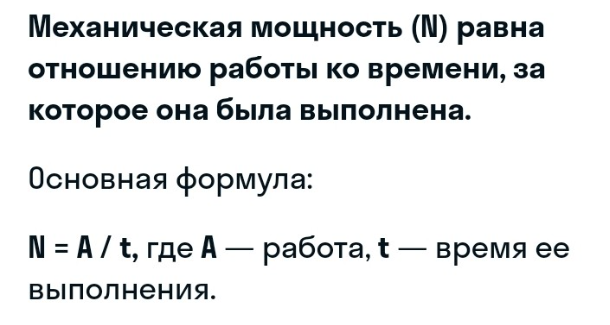 Механическая мощность (N) равна
отношению работы ко времени, за
которое она была выполнена.
Основная формула:
N = A / t, где A — работа, t — время ее
выполнения.